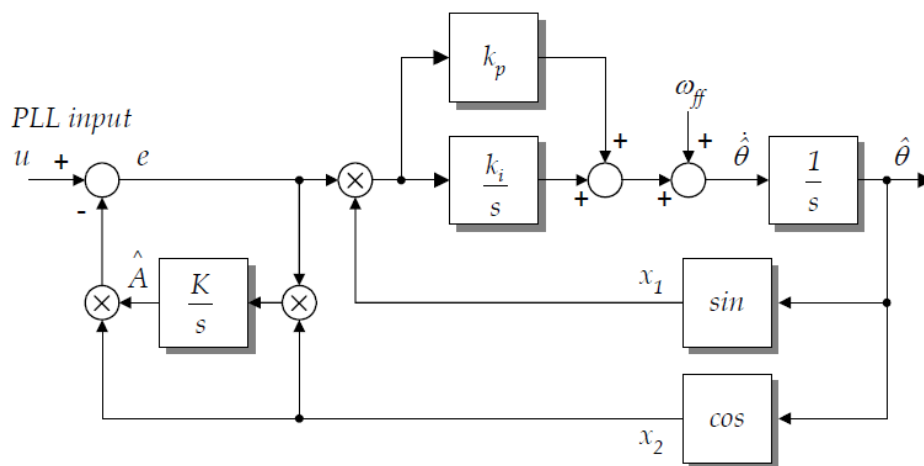 PLL input
u + e
-
k_p
k_i
s
+
+
ω_ff
+
+
θ̂̇
1
s
θ̂
Â
K
s
x_1
sin
x_2
cos